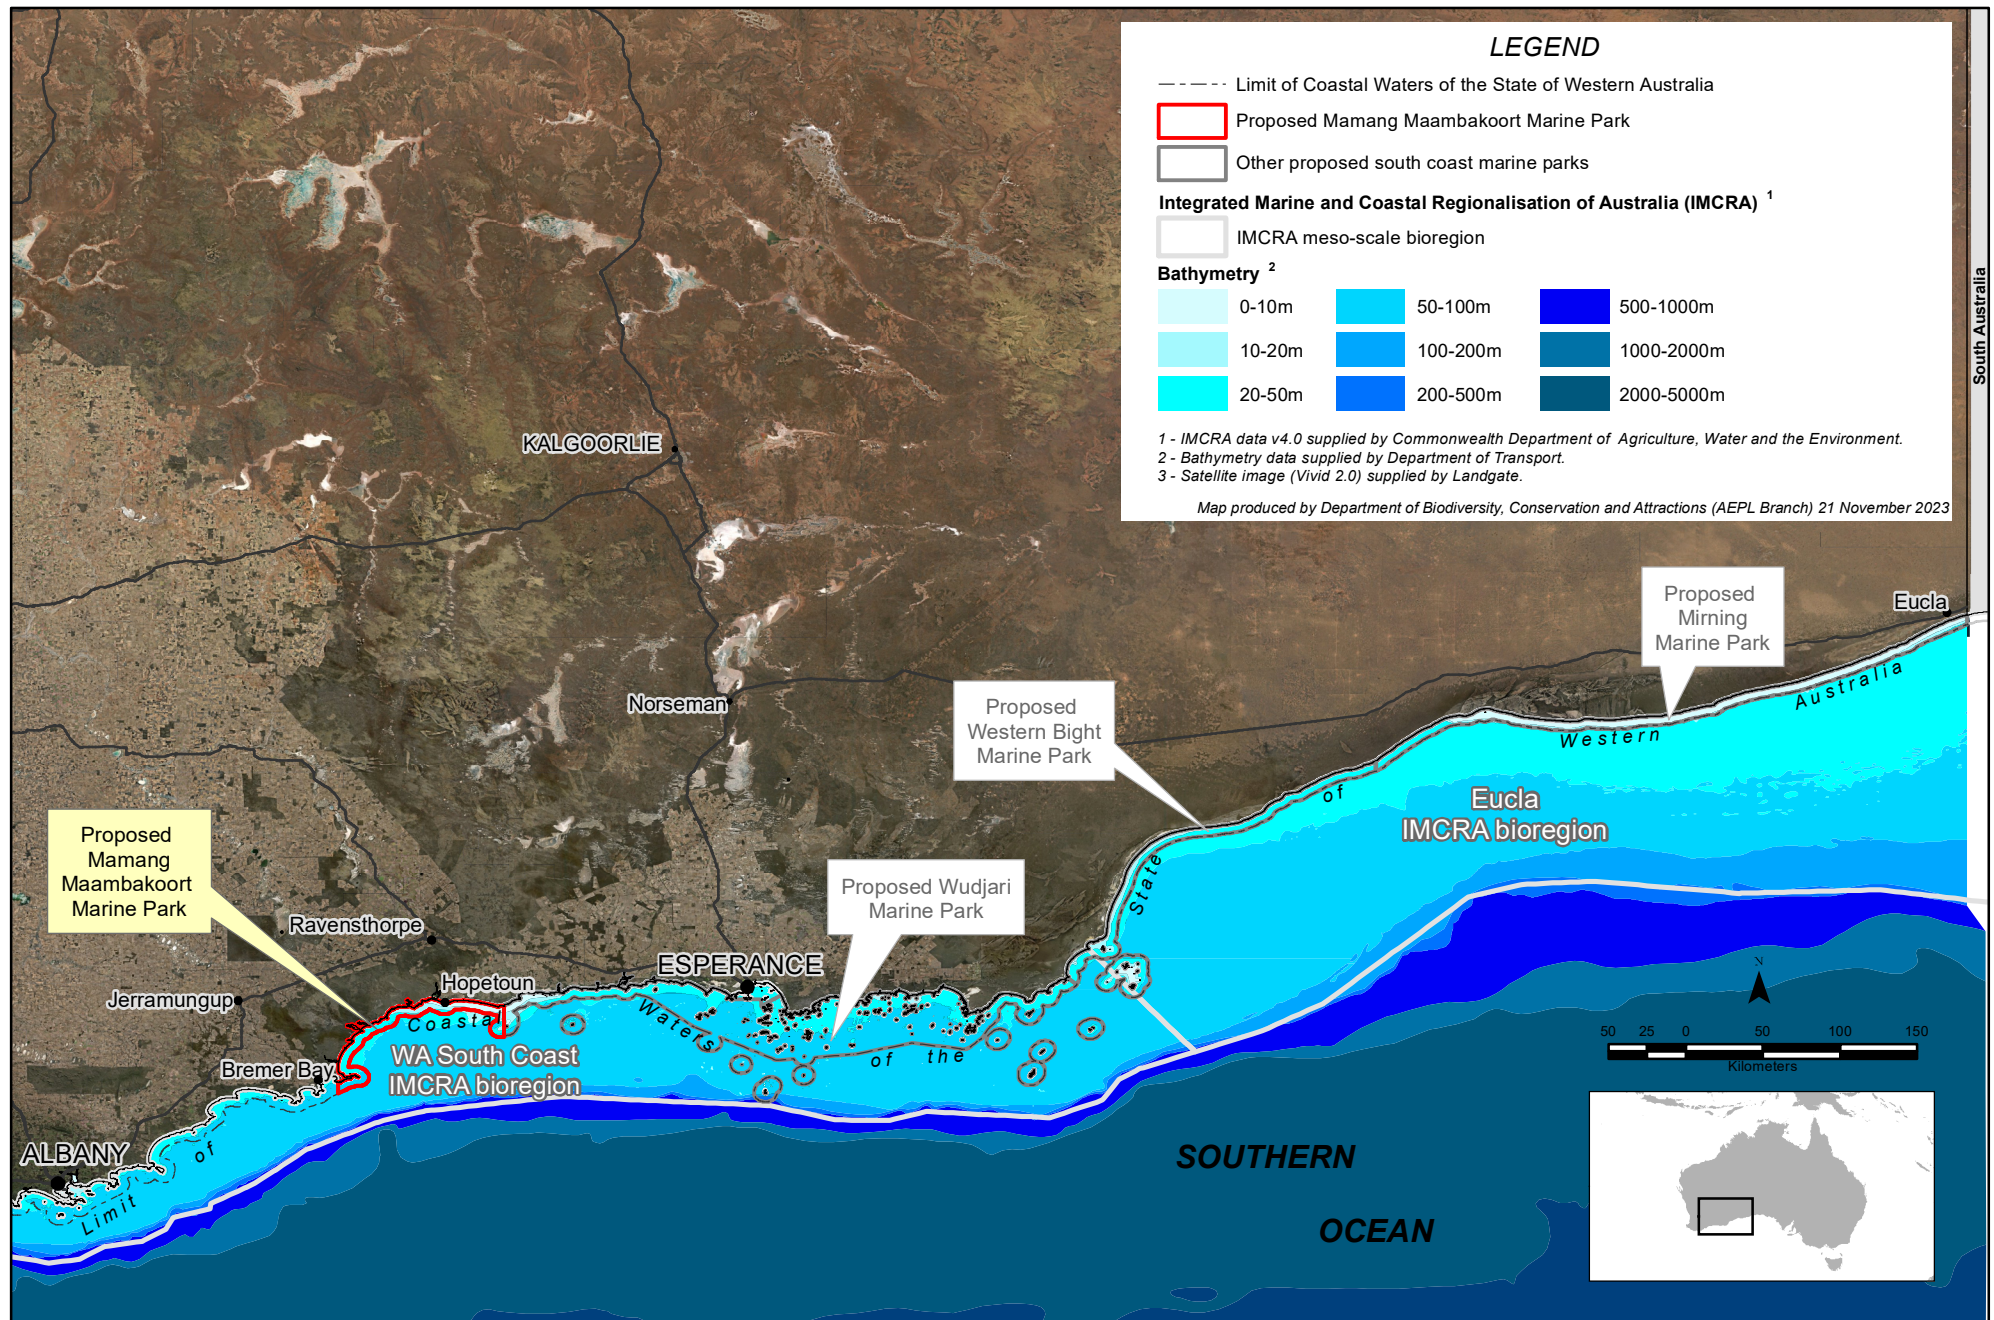 LEGEND
Limit of Coastal Waters of the State of Western Australia
Proposed Mamang Maambakoort Marine Park
Other proposed south coast marine parks
Integrated Marine and Coastal Regionalisation of Australia (IMCRA) 1
IMCRA meso-scale bioregion
Bathymetry 2
0-10m
50-100m
500-1000m
10-20m
100-200m
1000-2000m
20-50m
200-500m
2000-5000m
1 - IMCRA data v4.0 supplied by Commonwealth Department of Agriculture, Water and the Environment.
2 - Bathymetry data supplied by Department of Transport.
3 - Satellite image (Vivid 2.0) supplied by Landgate.
Map produced by Department of Biodiversity, Conservation and Attractions (AEPL Branch) 21 November 2023
South Australia
KALGOORLIE
Norseman
Eucla
Proposed
Mirning
Marine Park
Proposed
Western Bight
Marine Park
Proposed Wudjari
Marine Park
Proposed
Mamang
Maambakoort
Marine Park
Ravensthorpe
Hopetoun
ESPERANCE
Jerramungup
Bremer Bay
ALBANY
Eucla
IMCRA bioregion
WA South Coast
IMCRA bioregion
Limit of Coastal Waters of the State of Western Australia
SOUTHERN
OCEAN
N
50 25 0 50 100 150
Kilometers